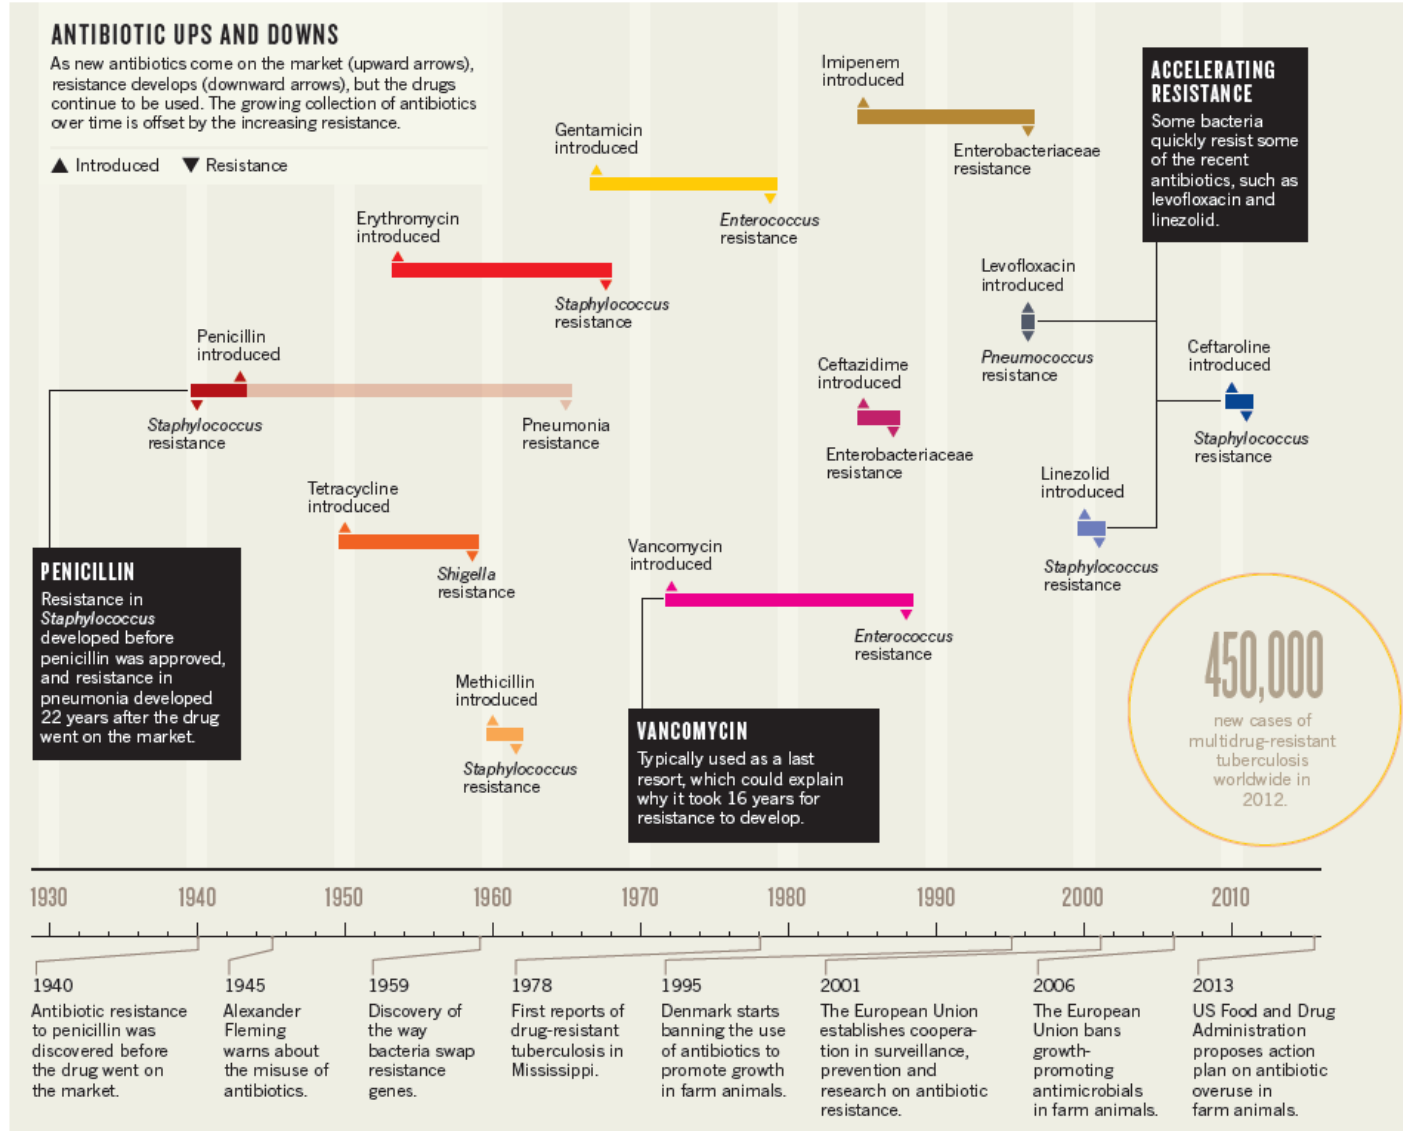 ANTIBIOTIC UPS AND DOWNS
As new antibiotics come on the market (upward arrows),
resistance develops (downward arrows), but the drugs
continue to be used. The growing collection of antibiotics
over time is offset by the increasing resistance.
Introduced Resistance
Imipenem
introduced
Enterobacteriaceae
resistance
ACCELERATING
RESISTANCE
Some bacteria
quickly resist some
of the recent
antibiotics, such as
levofloxacin and
linezolid.
Gentamicin
introduced
Enterococcus
resistance
Erythromycin
introduced
Staphylococcus
resistance
Levofloxacin
introduced
Pneumococcus
resistance
Penicillin
introduced
Staphylococcus
resistance
Pneumonia
resistance
Ceftazidime
introduced
Enterobacteriaceae
resistance
Ceftaroline
introduced
Staphylococcus
resistance
Tetracycline
introduced
Shigella
resistance
Linezolid
introduced
Staphylococcus
resistance
Vancomycin
introduced
Enterococcus
resistance
PENICILLIN
Resistance in
Staphylococcus
developed before
penicillin was approved,
and resistance in
pneumonia developed
22 years after the drug
went on the market.
Methicillin
introduced
Staphylococcus
resistance
VANCOMYCIN
Typically used as a last
resort, which could explain
why it took 16 years for
resistance to develop.
450,000
new cases of
multidrug-resistant
tuberculosis
worldwide in
2012.
1930 1940 1950 1960 1970 1980 1990 2000 2010
1940
Antibiotic resistance
to penicillin was
discovered before
the drug went on
the market.
1945
Alexander
Fleming
warns about
the misuse of
antibiotics.
1959
Discovery of
the way
bacteria swap
resistance
genes.
1978
First reports of
drug-resistant
tuberculosis in
Mississippi.
1995
Denmark starts
banning the use
of antibiotics to
promote growth
in farm animals.
2001
The European Union
establishes coopera-
tion in surveillance,
prevention and
research on antibiotic
resistance.
2006
The European
Union bans
growth-
promoting
antimicrobials
in farm animals.
2013
US Food and Drug
Administration
proposes action
plan on antibiotic
overuse in
farm animals.